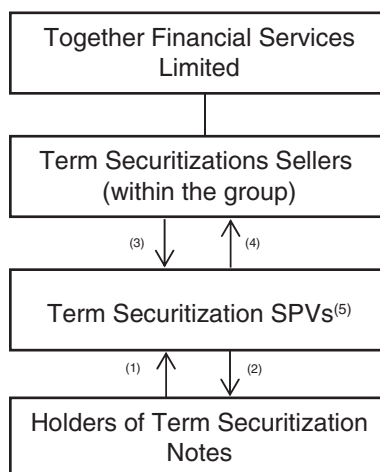 Together Financial Services
Limited
Term Securitizations Sellers
(within the group)
(3) (4)
Term Securitization SPVs(5)
(1) (2)
Holders of Term Securitization
Notes